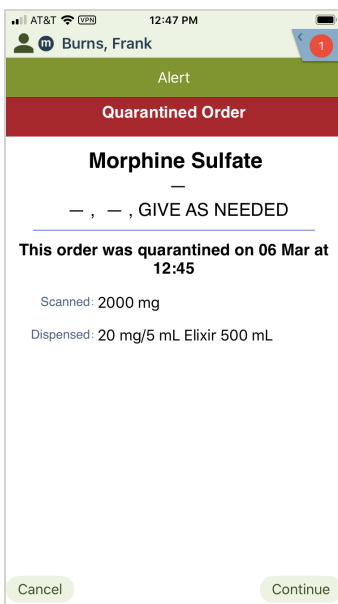 AT&T VPN 12:47 PM
m Burns, Frank 1
Alert
Quarantined Order
Morphine Sulfate
—
— , — , GIVE AS NEEDED
This order was quarantined on 06 Mar at
12:45
Scanned: 2000 mg
Dispensed: 20 mg/5 mL Elixir 500 mL
Cancel Continue